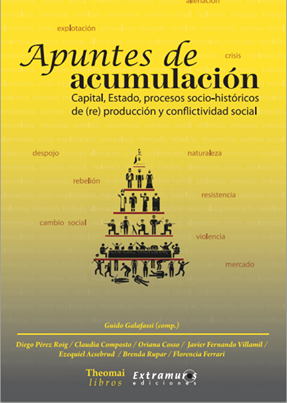 alienación
explotación
Apuntes de
crisis
acumulación
Capital, Estado, procesos socio-históricos
de (re) producción y conflictividad social
despojo
naturaleza
rebelión
resistencia
cambio social
violencia
mercado
Guido Galafassi (comp.)
Diego Pérez Roig / Claudia Composto / Oriana Cosso / Javier Fernando Villamil /
Ezequiel Acsebrud / Brenda Rupar / Florencia Ferrari
Theomai Extramuros
libros ediciones